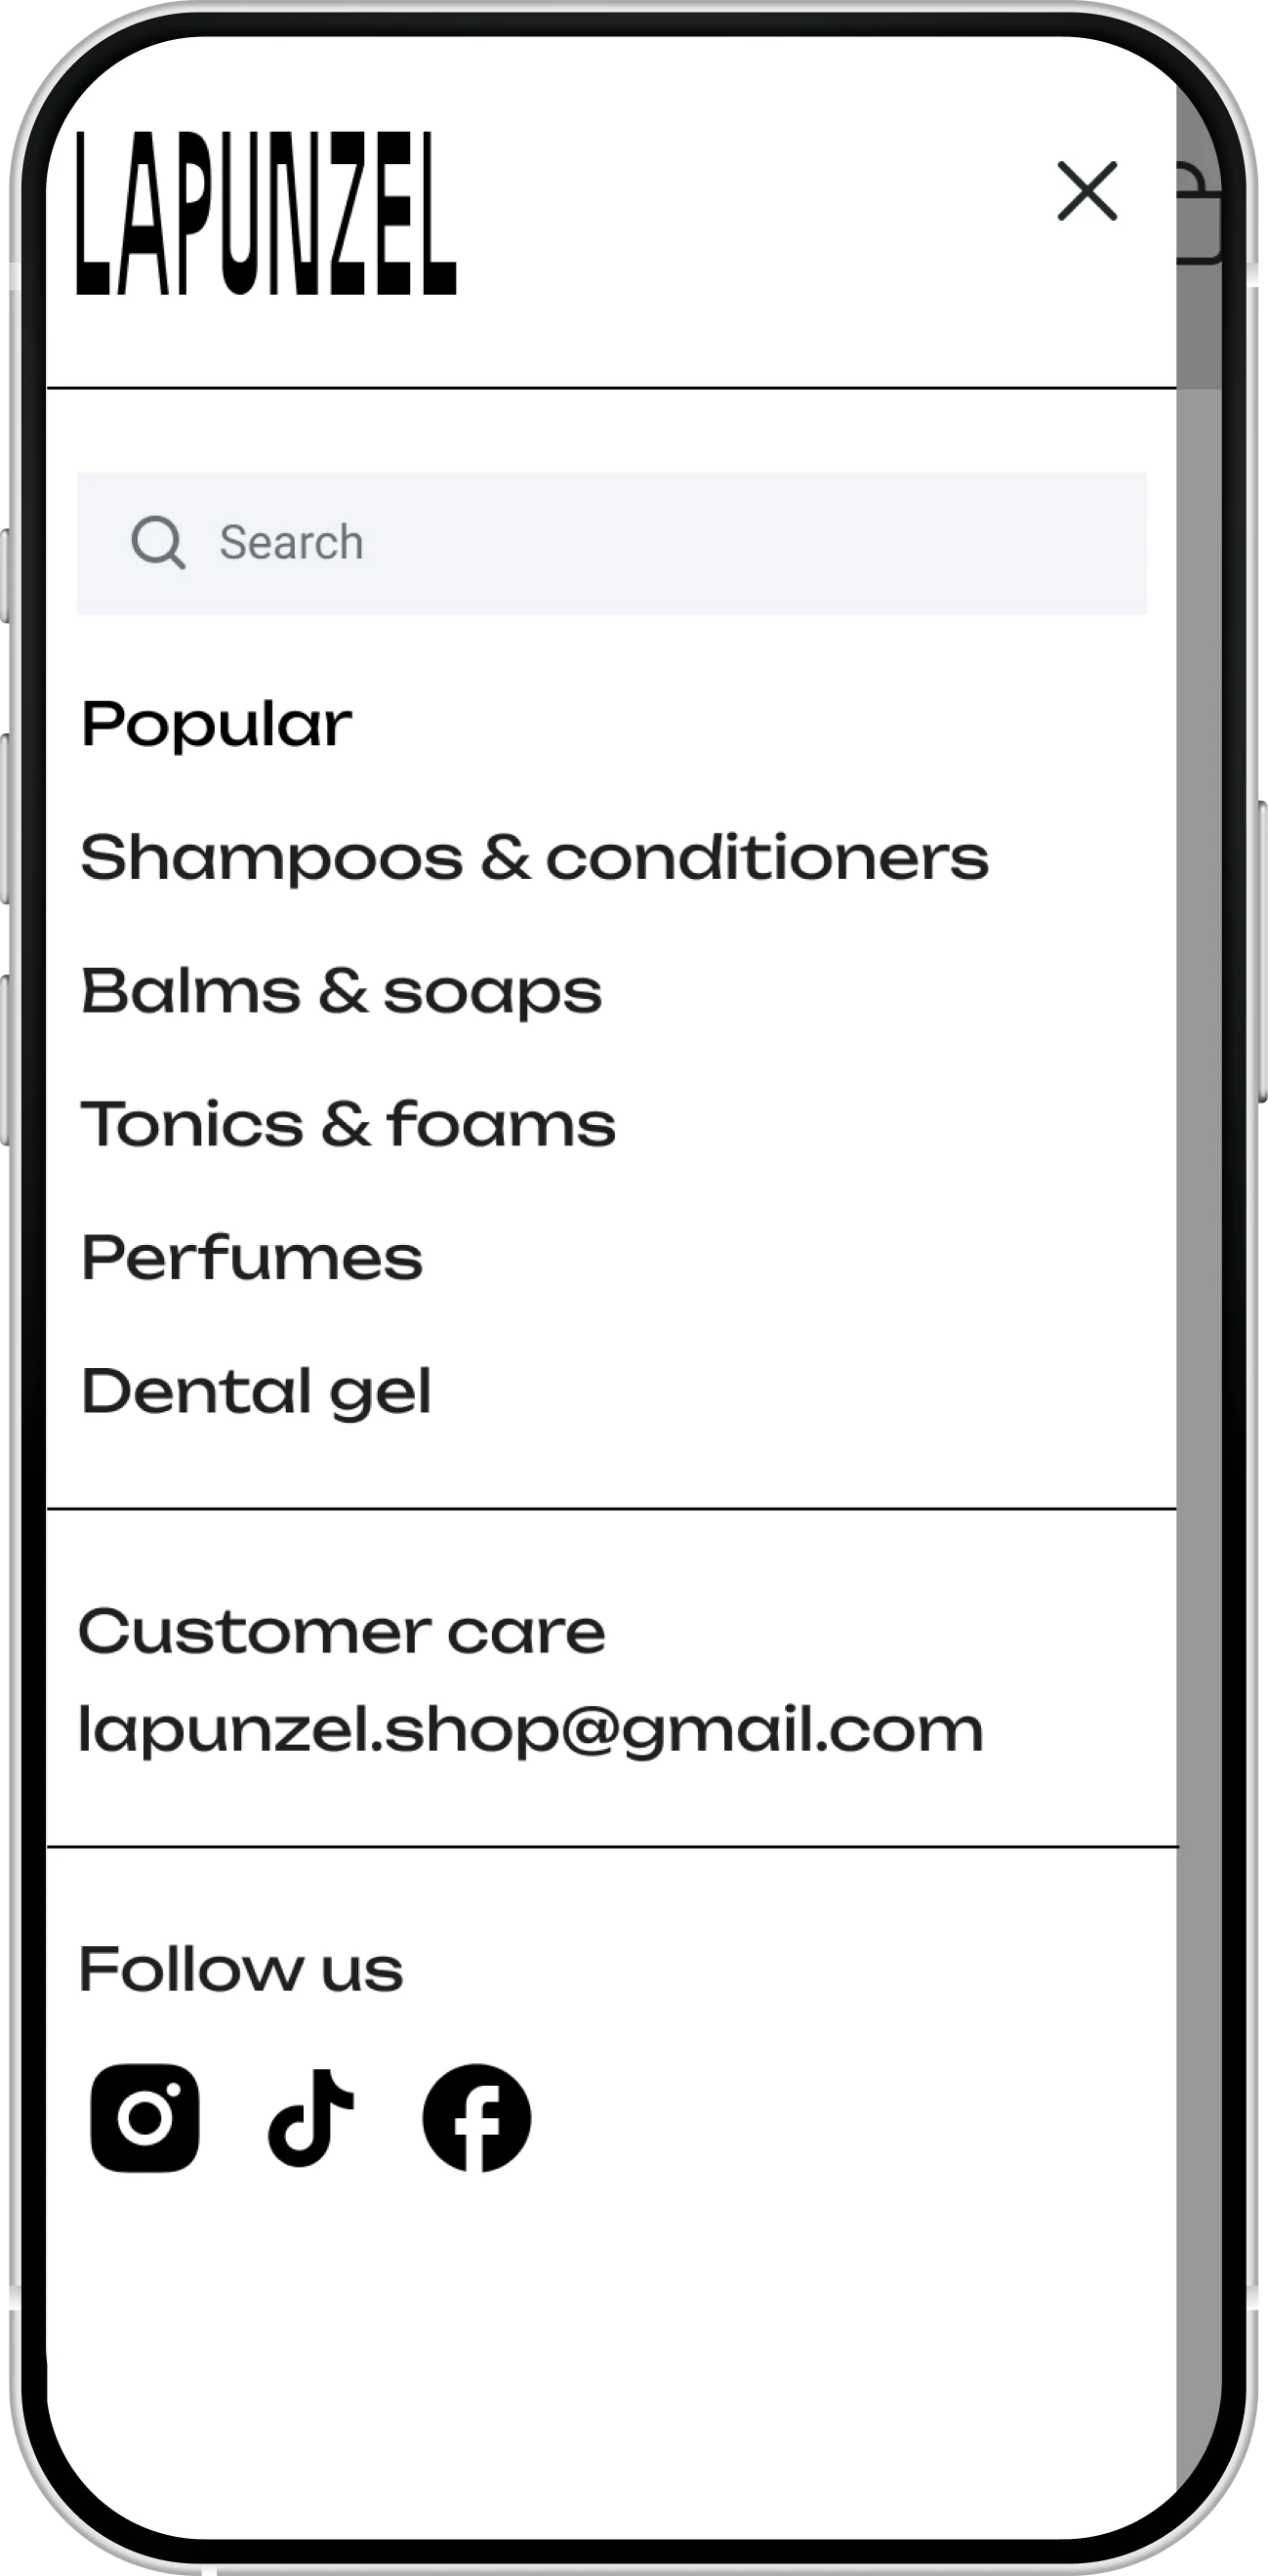 LAPUNZEL
Search
Popular
Shampoos & conditioners
Balms & soaps
Tonics & foams
Perfumes
Dental gel
Customer care
lapunzel.shop@gmail.com
Follow us